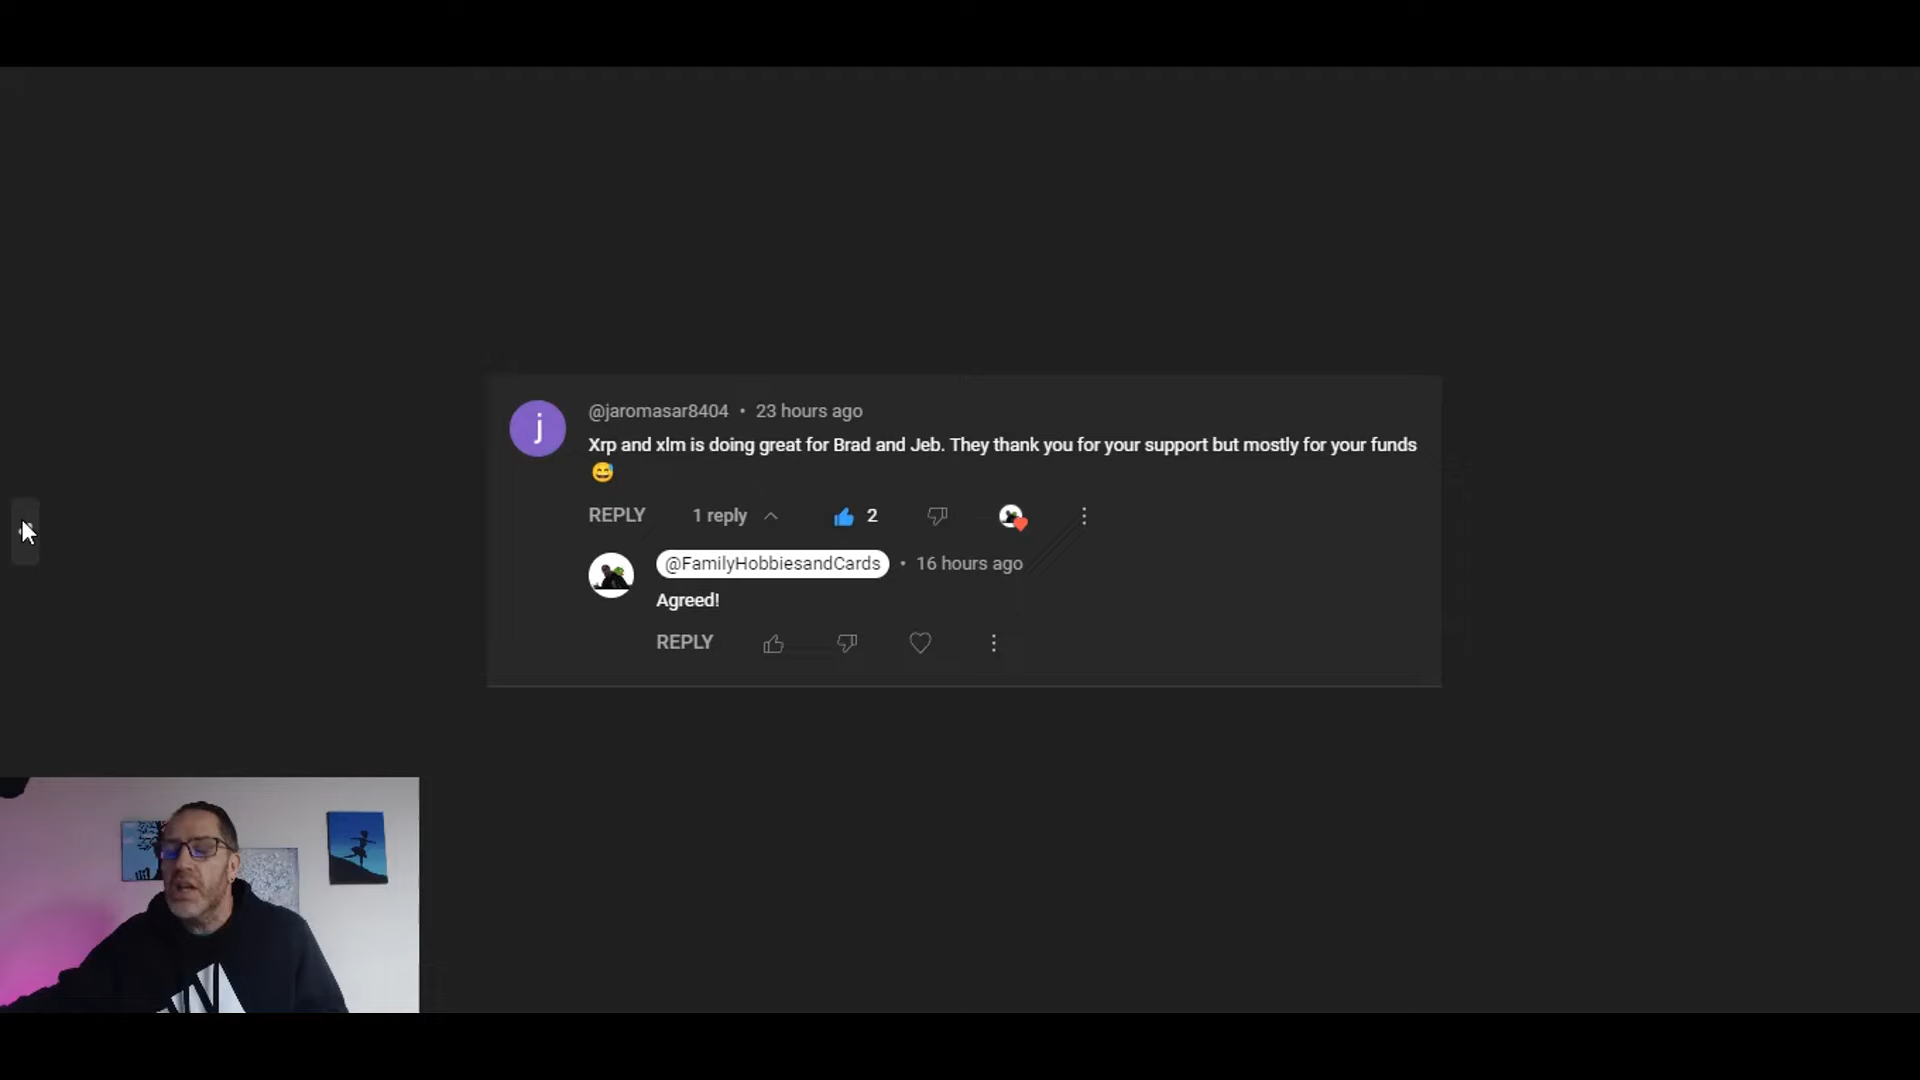 j
@jaromasar8404 • 23 hours ago
Xrp and xlm is doing great for Brad and Jeb. They thank you for your support but mostly for your funds
😅
REPLY 1 reply 2
@FamilyHobbiesandCards • 16 hours ago
Agreed!
REPLY